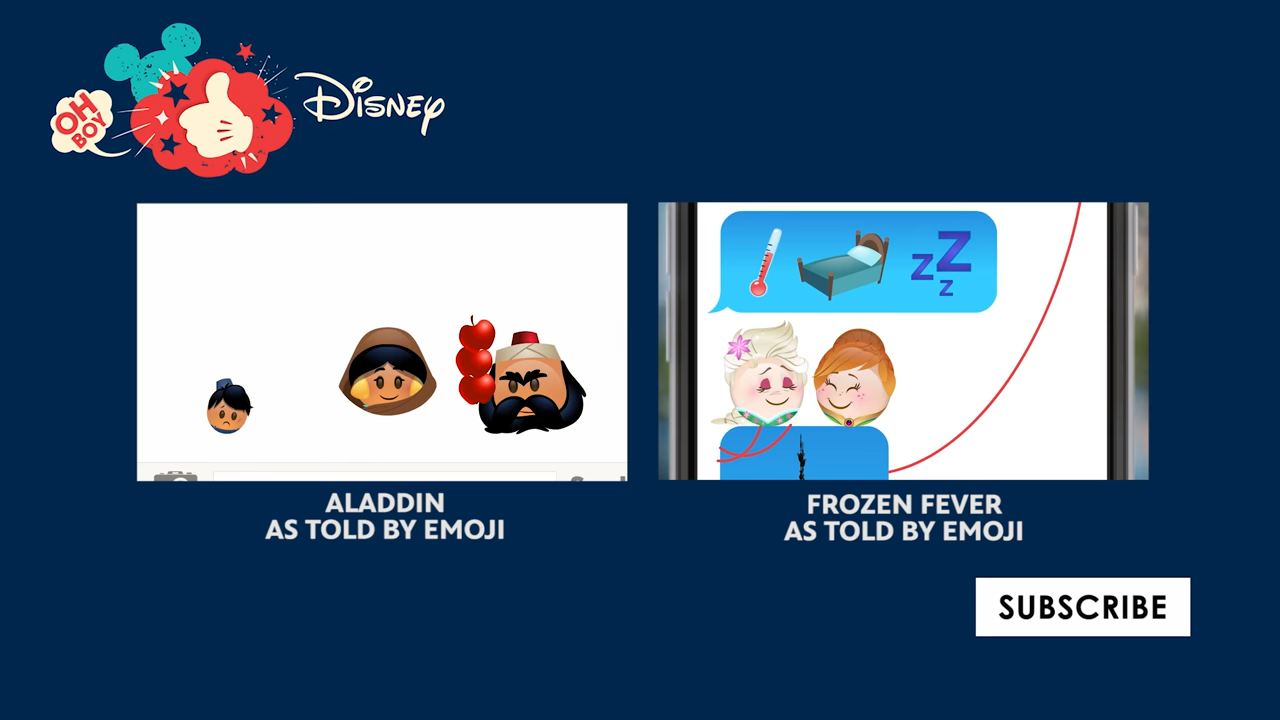 OH
BOY
Disney
Z Z
Z
ALADDIN
AS TOLD BY EMOJI
FROZEN FEVER
AS TOLD BY EMOJI
SUBSCRIBE